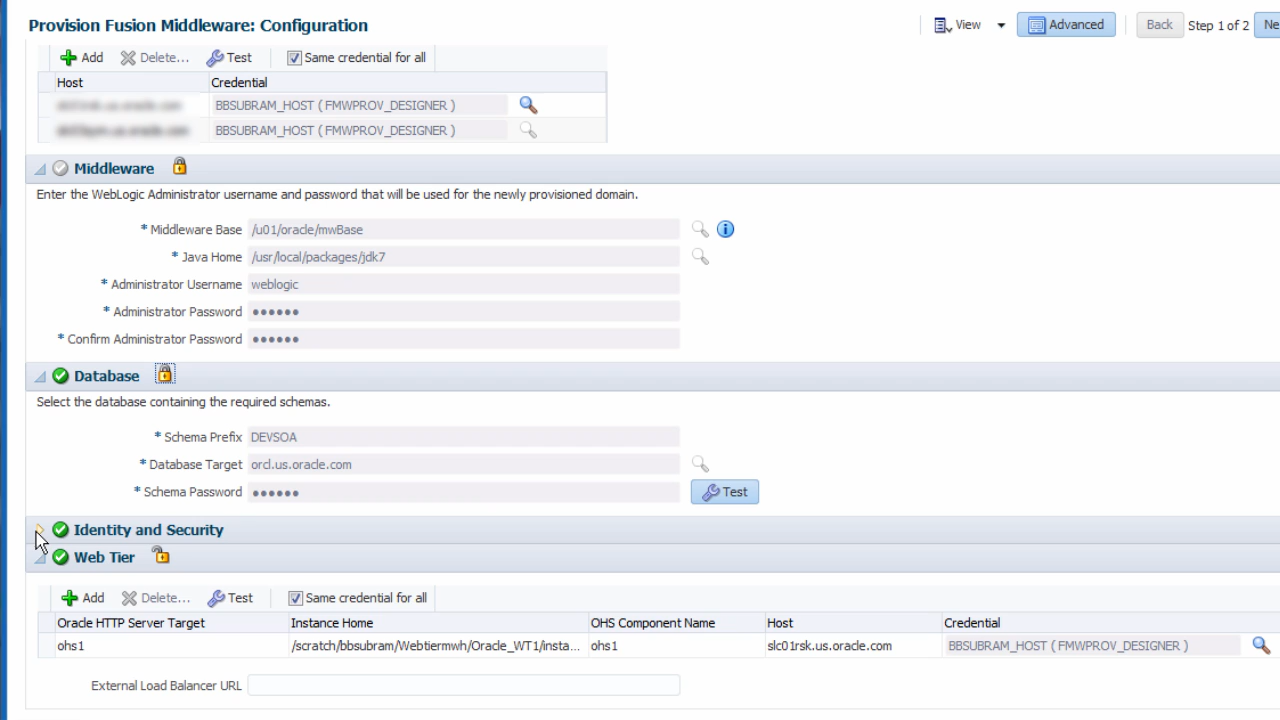 Provision Fusion Middleware: Configuration View Advanced Back Step 1 of 2 Ne
Add Delete... Test Same credential for all
Host Credential
BBSUBRAM_HOST ( FMWPROV_DESIGNER )
BBSUBRAM_HOST ( FMWPROV_DESIGNER )
Middleware
Enter the WebLogic Administrator username and password that will be used for the newly provisioned domain.
* Middleware Base /u01/oracle/mwBase
* Java Home /usr/local/packages/jdk7
* Administrator Username weblogic
* Administrator Password ●●●●●●
* Confirm Administrator Password ●●●●●●
Database
Select the database containing the required schemas.
* Schema Prefix DEVSOA
* Database Target orcl.us.oracle.com
* Schema Password ●●●●●● Test
Identity and Security
Web Tier
Add Delete... Test Same credential for all
Oracle HTTP Server Target Instance Home OHS Component Name Host Credential
ohs1 /scratch/bbsubram/Webtiermwh/Oracle_WT1/insta... ohs1 slc01rsk.us.oracle.com BBSUBRAM_HOST ( FMWPROV_DESIGNER )
External Load Balancer URL